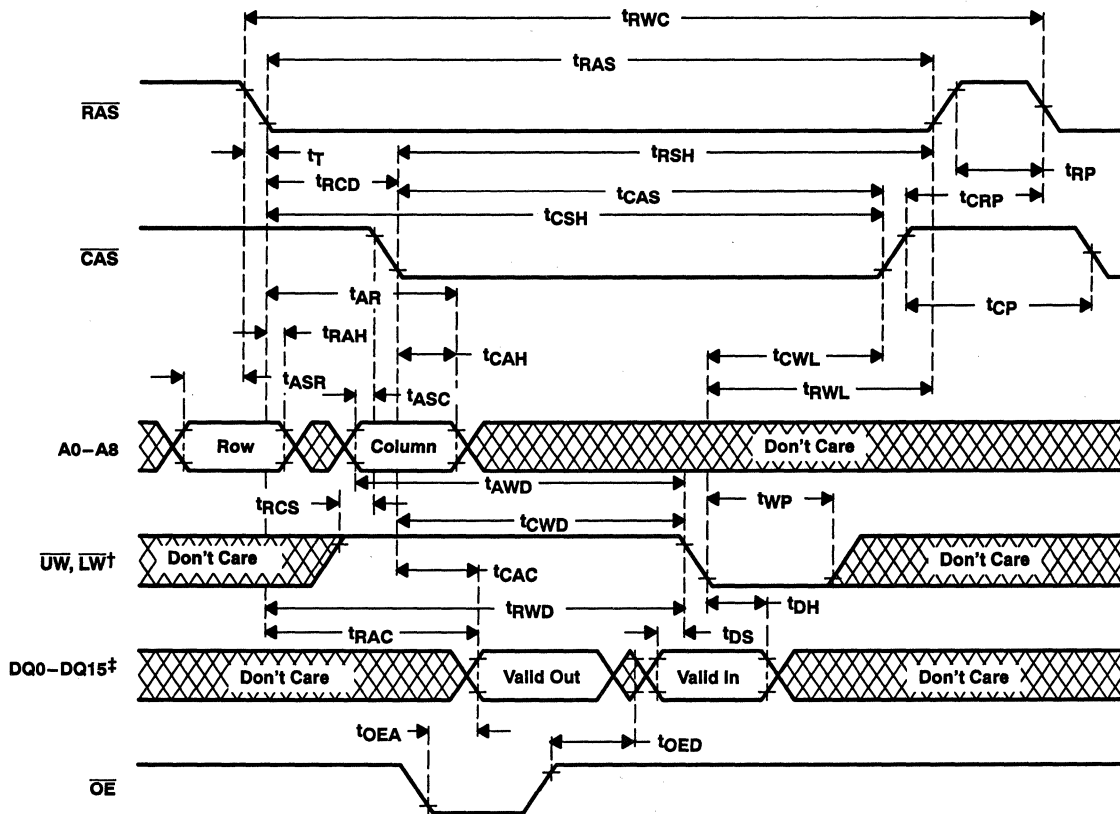 tRWC
tRAS
RAS
tT
tRSH
tRP
tRCD
tCAS
tCRP
tCSH
CAS
tAR
tCP
tRAH
tCAH
tCWL
tASR
tASC
tRWL
A0–A8
Row
Column
Don't Care
tAWD
tRCS
tWP
tCWD
UW, LW†
Don't Care
Don't Care
tCAC
tDH
tRWD
tRAC
tDS
DQ0–DQ15‡
Don't Care
Valid Out
Valid In
Don't Care
tOEA
tOED
OE